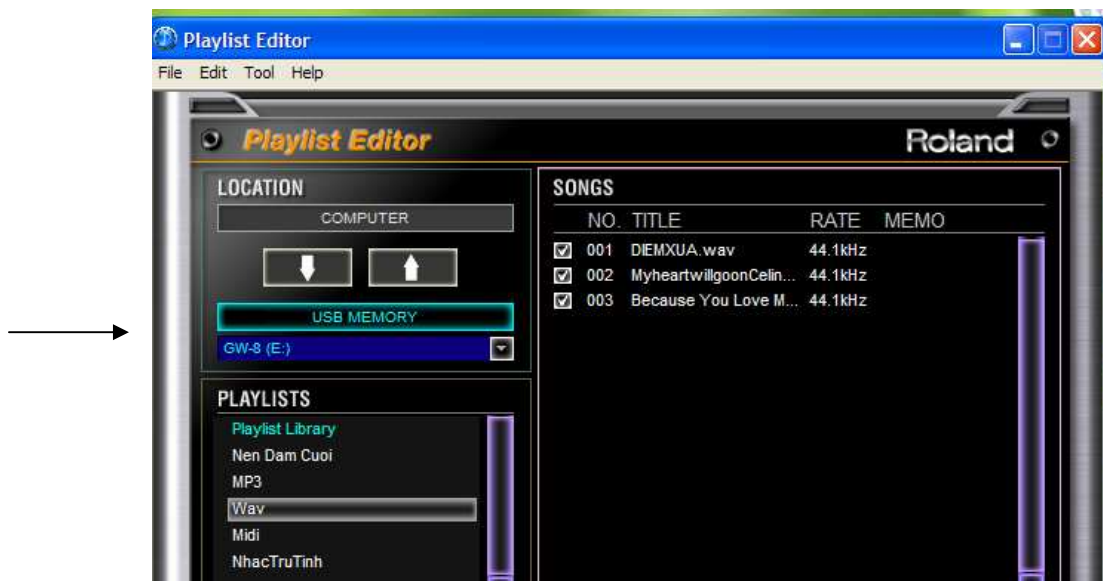 Playlist Editor
File Edit Tool Help
Playlist Editor
Roland
LOCATION
COMPUTER
USB MEMORY
GW-8 (E:)
PLAYLISTS
Playlist Library
Nen Dam Cuoi
MP3
Wav
Midi
NhacTruTinh
SONGS
NO. TITLE RATE MEMO
001 DIEMXUA.wav 44.1kHz
002 MyheartwillgoonCelin... 44.1kHz
003 Because You Love M... 44.1kHz